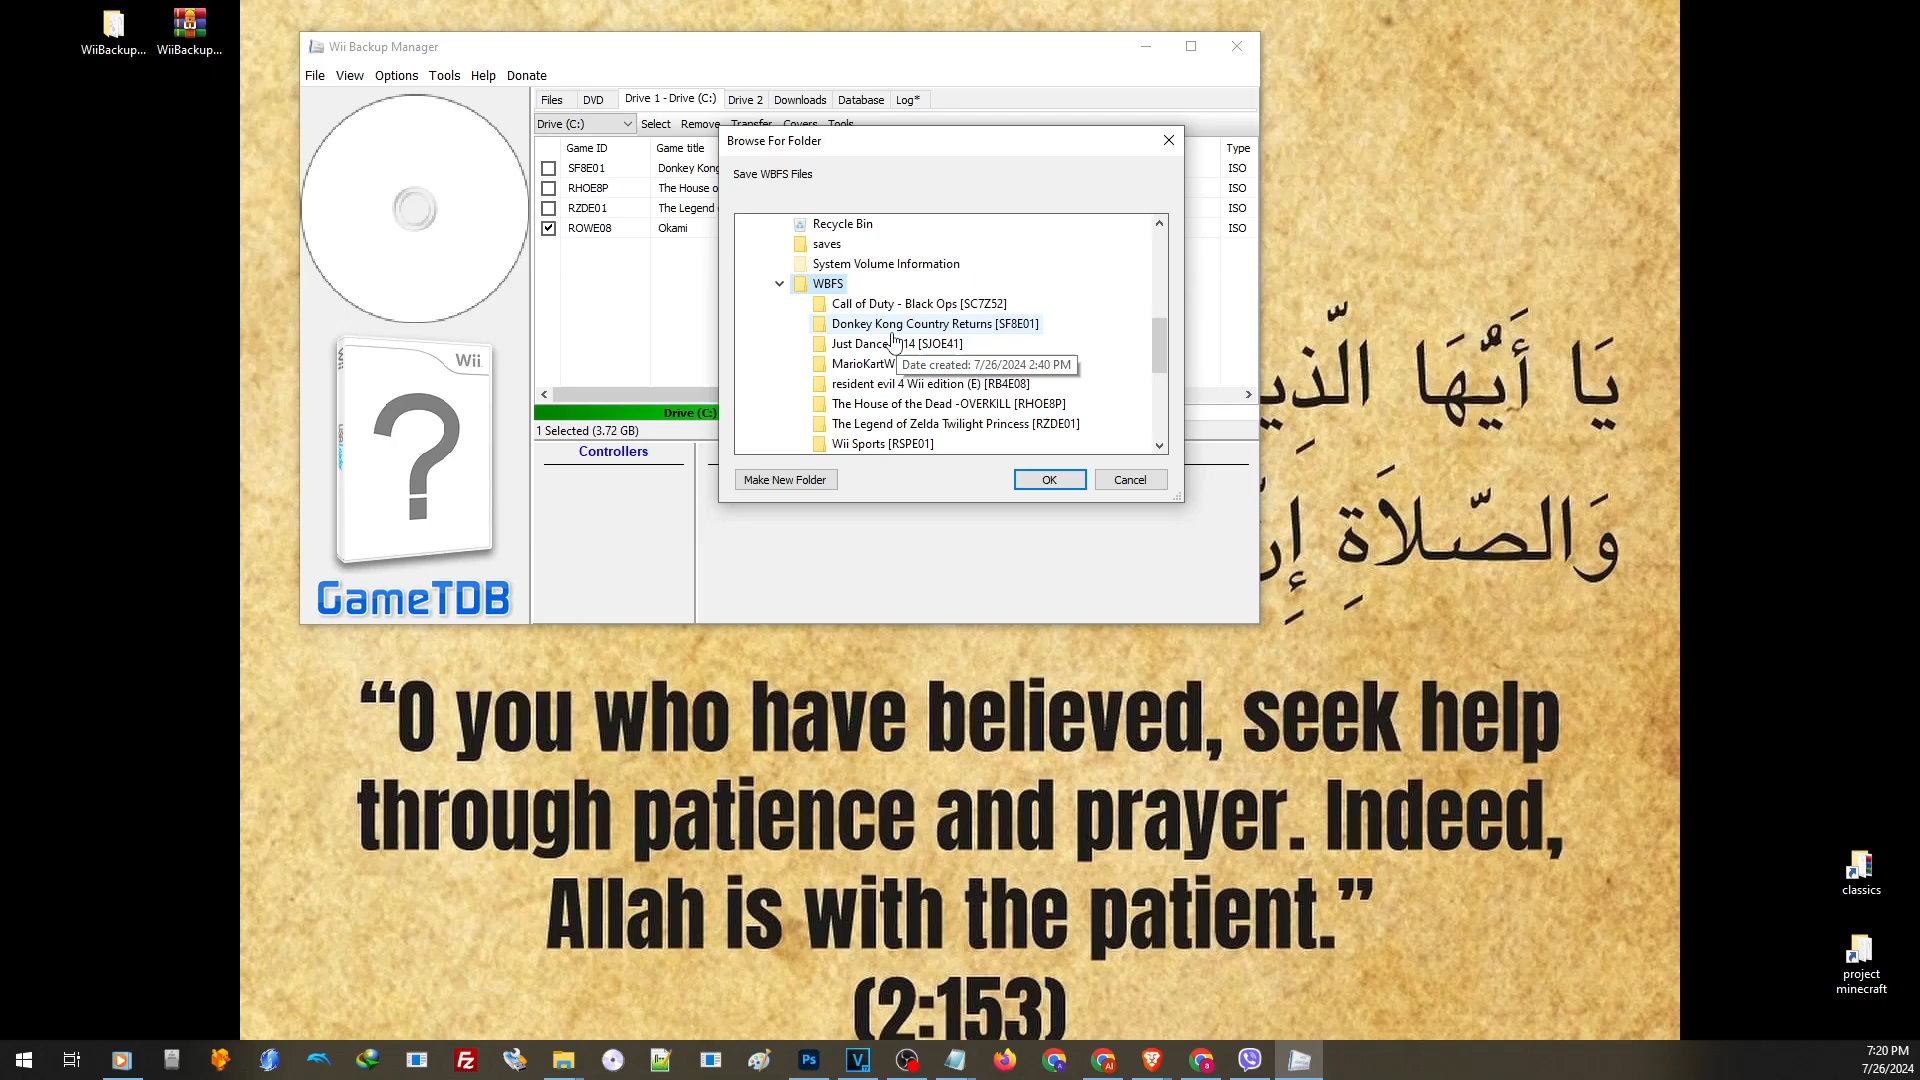 WiiBackup...
WiiBackup...
Wii Backup Manager
File View Options Tools Help Donate
Files DVD Drive 1 - Drive (C:) Drive 2 Downloads Database Log*
Drive (C:) Select Remove Transfer Covers Tools
Game ID Game title Type
SF8E01 Donkey Kong ISO
RHOE8P The House o ISO
RZDE01 The Legend ISO
ROWE08 Okami ISO
Drive (C:)
1 Selected (3.72 GB)
Controllers
Wii
GameTDB
Browse For Folder
Save WBFS Files
Recycle Bin
saves
System Volume Information
WBFS
Call of Duty - Black Ops [SC7Z52]
Donkey Kong Country Returns [SF8E01]
Just Dance 14 [SJOE41]
MarioKartW
Date created: 7/26/2024 2:40 PM
resident evil 4 Wii edition (E) [RB4E08]
The House of the Dead -OVERKILL [RHOE8P]
The Legend of Zelda Twilight Princess [RZDE01]
Wii Sports [RSPE01]
Make New Folder OK Cancel
يَا أَيُّهَا الَّذِي
وَالصَّلَاةِ إِنَّ
“O you who have believed, seek help
through patience and prayer. Indeed,
Allah is with the patient.”
(2:153)
classics
project
minecraft
7:20 PM
7/26/2024